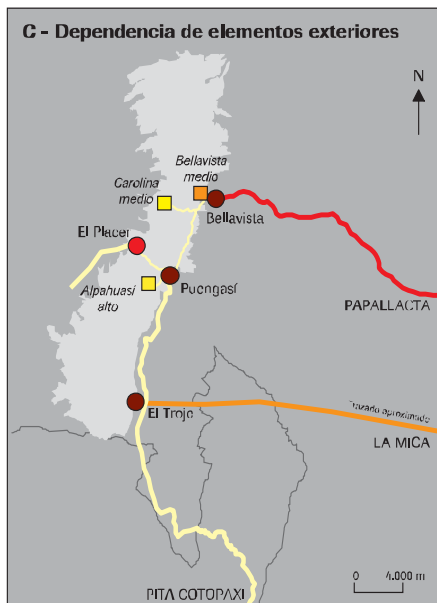 C - Dependencia de elementos exteriores
N
Bellavista
medio
Carolina
medio
Bellavista
El Placer
Alpahuasi
alto
Puengasí
PAPALLACTA
El Troje
Trazado aproximado
LA MICA
PITA COTOPAXI
0 4.000 m